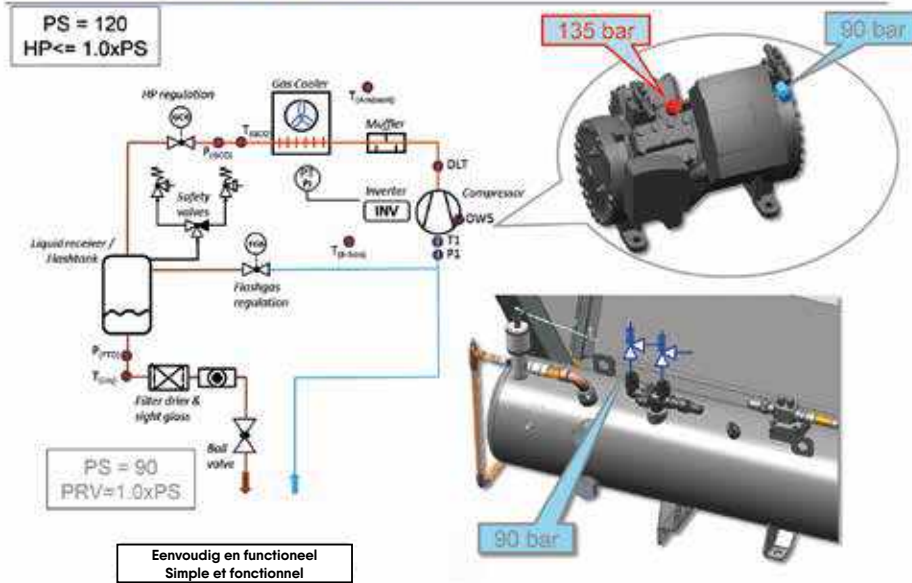 PS = 120
HP<= 1.0xPS
135 bar
90 bar
HP regulation
Gas Cooler
Muffler
DLT
Compressor
Inverter
INV
OWS
T1
P1
Safety
valves
Liquid receiver /
Flashtank
Flashgas
regulation
Filter drier &
sight glass
Ball
valve
PS = 90
PRV=1.0xPS
90 bar
Eenvoudig en functioneel
Simple et fonctionnel